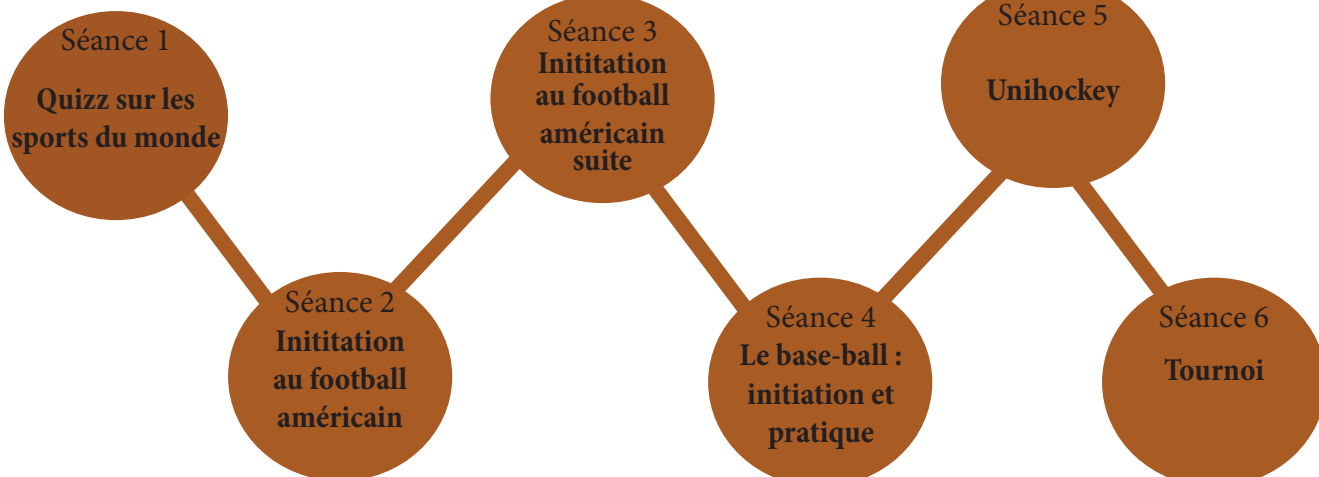 Séance 1
Quizz sur les
sports du monde
Séance 2
Inititation
au football
américain
Séance 3
Inititation
au football
américain
suite
Séance 4
Le base-ball :
initiation et
pratique
Séance 5
Unihockey
Séance 6
Tournoi